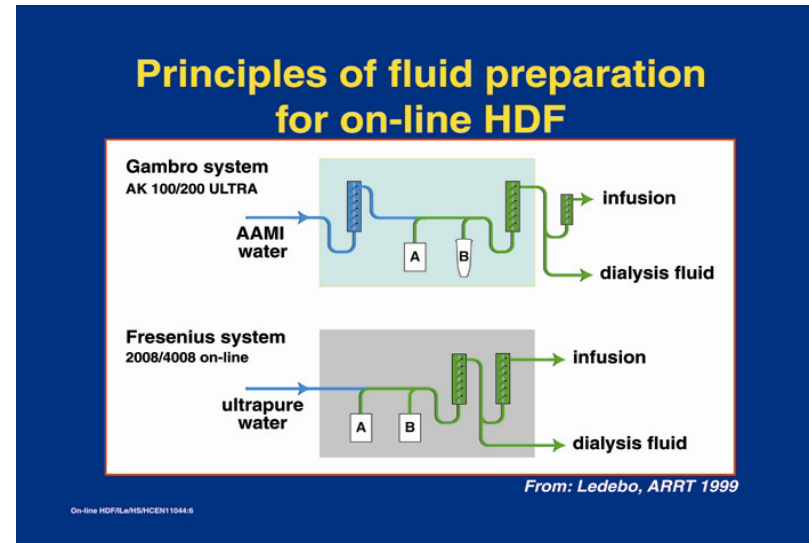 Principles of fluid preparation
for on-line HDF
Gambro system
AK 100/200 ULTRA
AAMI
water
A
B
infusion
dialysis fluid
Fresenius system
2008/4008 on-line
ultrapure
water
A
B
infusion
dialysis fluid
From: Ledebo, ARRT 1999
On-line HDF/ILe/HS/HCEN11044:6